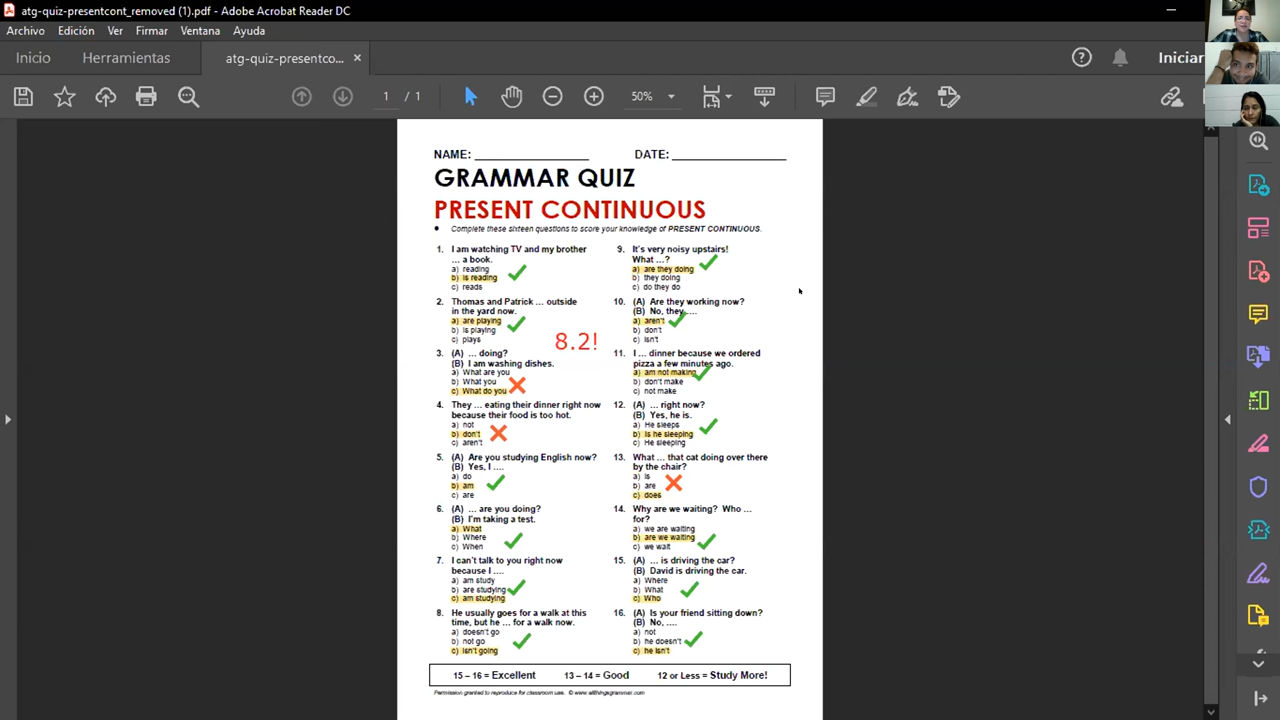 atg-quiz-presentcont_removed (1).pdf - Adobe Acrobat Reader DC
Archivo Edición Ver Firmar Ventana Ayuda
Inicio Herramientas atg-quiz-presentco... × Iniciar
1 / 1 50%
NAME: ____________ DATE: ____________
GRAMMAR QUIZ
PRESENT CONTINUOUS
• Complete these sixteen questions to score your knowledge of PRESENT CONTINUOUS.
1. I am watching TV and my brother
… a book.
a) reading
b) is reading
c) reads
2. Thomas and Patrick … outside
in the yard now.
a) are playing
b) is playing
c) plays
8.2!
3. (A) … doing?
(B) I am washing dishes.
a) What are you
b) What you
c) What do you
4. They … eating their dinner right now
because their food is too hot.
a) not
b) don't
c) aren't
5. (A) Are you studying English now?
(B) Yes, I ….
a) do
b) am
c) are
6. (A) … are you doing?
(B) I'm taking a test.
a) What
b) Where
c) When
7. I can't talk to you right now
because I ….
a) am study
b) are studying
c) am studying
8. He usually goes for a walk at this
time, but he … for a walk now.
a) doesn't go
b) not go
c) isn't going
9. It's very noisy upstairs!
What …?
a) are they doing
b) they doing
c) do they do
10. (A) Are they working now?
(B) No, they ….
a) aren't
b) don't
c) isn't
11. I … dinner because we ordered
pizza a few minutes ago.
a) am not making
b) don't make
c) not make
12. (A) … right now?
(B) Yes, he is.
a) He sleeps
b) Is he sleeping
c) He sleeping
13. What … that cat doing over there
by the chair?
a) is
b) are
c) does
14. Why are we waiting? Who …
for?
a) we are waiting
b) are we waiting
c) we wait
15. (A) … is driving the car?
(B) David is driving the car.
a) Where
b) What
c) Who
16. (A) Is your friend sitting down?
(B) No, ….
a) not
b) he doesn't
c) he isn't
15 – 16 = Excellent 13 – 14 = Good 12 or Less = Study More!
Permission granted to reproduce for classroom use. © www.allthingsgrammar.com